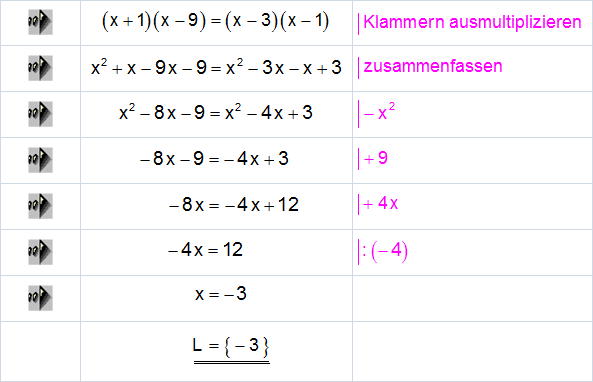 (x+1)(x−9)=(x−3)(x−1) | Klammern ausmultiplizieren
x²+x−9x−9=x²−3x−x+3 | zusammenfassen
x²−8x−9=x²−4x+3 | −x²
−8x−9=−4x+3 | +9
−8x=−4x+12 | +4x
−4x=12 | :(−4)
x=−3
L={−3}